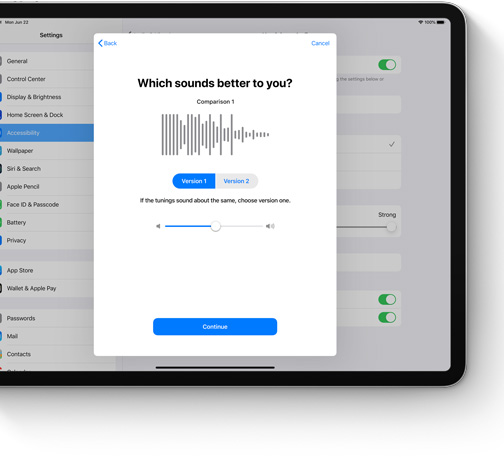 Mon Jun 22
100%
Settings
General
Control Center
Display & Brightness
Home Screen & Dock
Accessibility
Wallpaper
Siri & Search
Apple Pencil
Face ID & Passcode
Battery
Privacy
App Store
Wallet & Apple Pay
Passwords
Mail
Contacts
Back
Cancel
Which sounds better to you?
Comparison 1
Version 1
Version 2
If the tunings sound about the same, choose version one.
Continue
g the settings below or
Strong